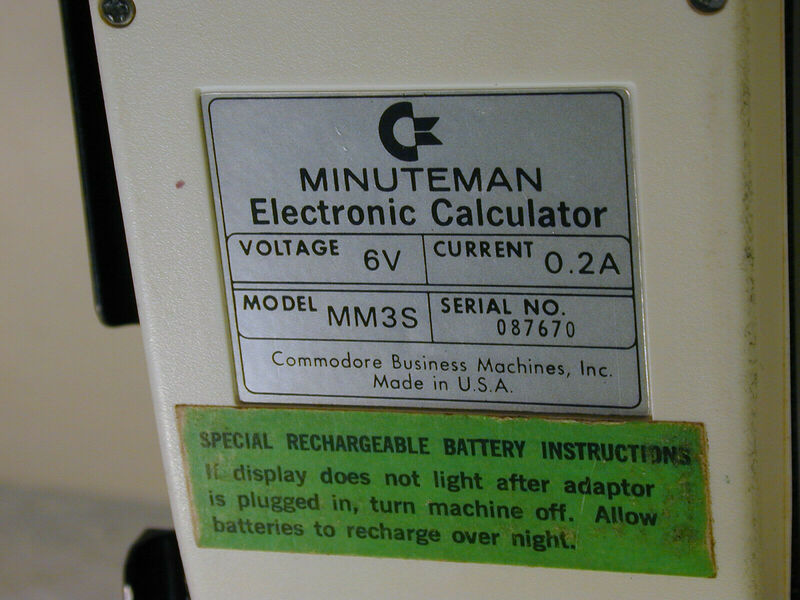 MINUTEMAN
Electronic Calculator
VOLTAGE 6V CURRENT 0.2A
MODEL MM3S SERIAL NO. 087670
Commodore Business Machines, Inc.
Made in U.S.A.
SPECIAL RECHARGEABLE BATTERY INSTRUCTIONS
If display does not light after adaptor
is plugged in, turn machine off. Allow
batteries to recharge over night.